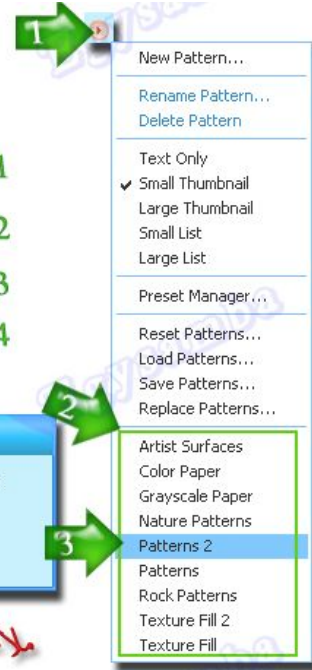 1
New Pattern...
Rename Pattern...
Delete Pattern
Text Only
1
✓ Small Thumbnail
Large Thumbnail
2
Small List
Large List
3
Preset Manager...
4
Reset Patterns...
Load Patterns...
Save Patterns...
2
Replace Patterns...
Artist Surfaces
Color Paper
Grayscale Paper
Nature Patterns
3
Patterns 2
Patterns
Rock Patterns
Texture Fill 2
Texture Fill